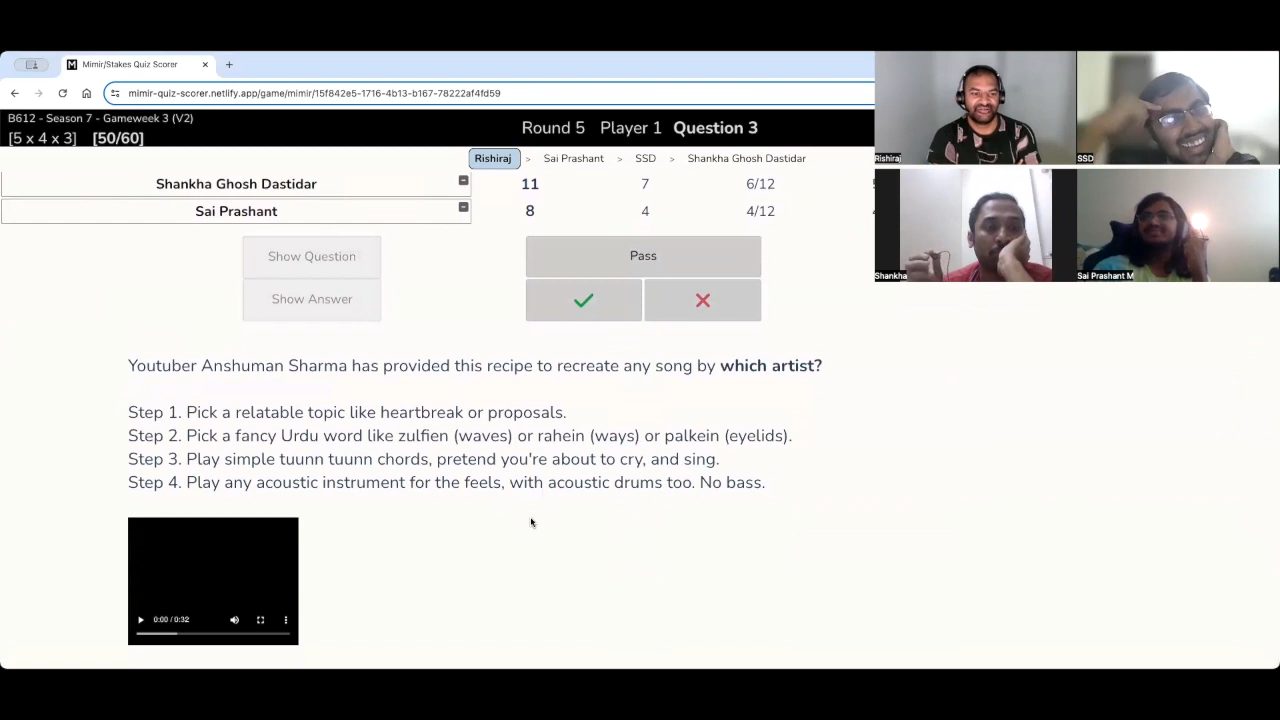 Mimir/Stakes Quiz Scorer
mimir-quiz-scorer.netlify.app/game/mimir/15f842e5-1716-4b13-b167-78222af4fd59
B612 - Season 7 - Gameweek 3 (V2)
[5 x 4 x 3] [50/60]
Round 5 Player 1 Question 3
Rishiraj > Sai Prashant > SSD > Shankha Ghosh Dastidar
Shankha Ghosh Dastidar 11 7 6/12
Sai Prashant 8 4 4/12
Show Question
Pass
Show Answer
Youtuber Anshuman Sharma has provided this recipe to recreate any song by which artist?
Step 1. Pick a relatable topic like heartbreak or proposals.
Step 2. Pick a fancy Urdu word like zulfien (waves) or rahein (ways) or palkein (eyelids).
Step 3. Play simple tuunn tuunn chords, pretend you're about to cry, and sing.
Step 4. Play any acoustic instrument for the feels, with acoustic drums too. No bass.
0:00 / 0:32
Rishiraj
SSD
Shankha
Sai Prashant M